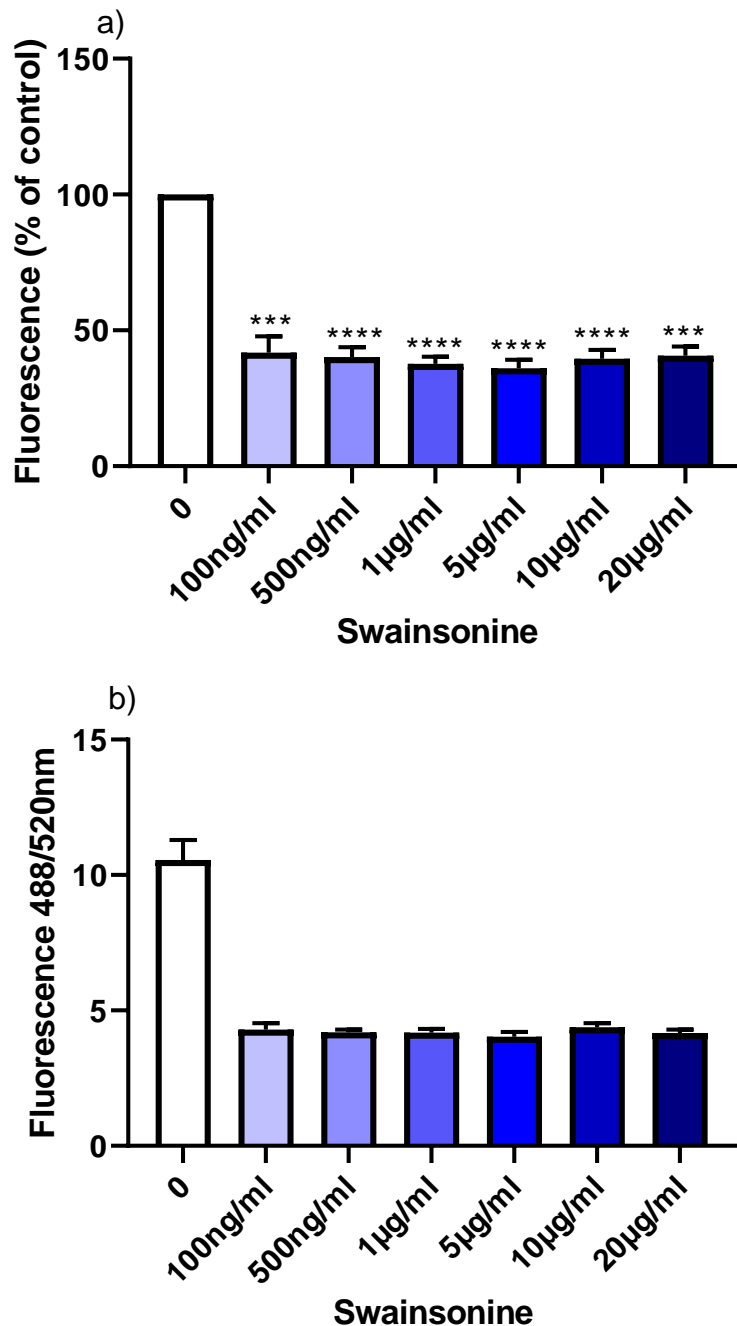 a)
Fluorescence (% of control)
150
100
50
0
***
****
****
****
****
***
0
100ng/ml
500ng/ml
1µg/ml
5µg/ml
10µg/ml
20µg/ml
Swainsonine
b)
Fluorescence 488/520nm
15
10
5
0
0
100ng/ml
500ng/ml
1µg/ml
5µg/ml
10µg/ml
20µg/ml
Swainsonine